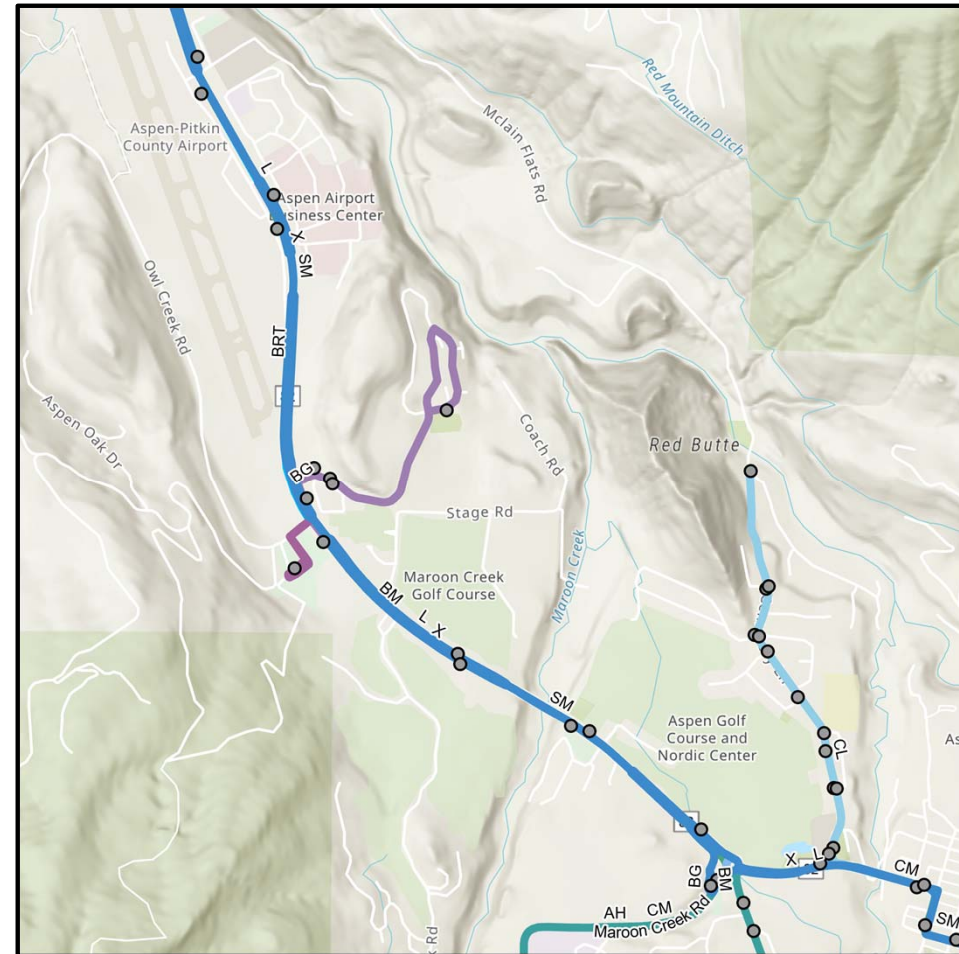 Red Mountain Ditch
Mclain Flats Rd
Aspen-Pitkin
County Airport
L
Aspen Airport
Business Center
X
SM
Owl Creek Rd
BRT
Aspen Oak Dr
Coach Rd
Red Butte
BG
Stage Rd
Maroon Creek
Maroon Creek
Golf Course
BM
L
X
SM
Aspen Golf
Course and
Nordic Center
As
CL
X
L
CM
BG
BM
AH
CM
Maroon Creek Rd
SM
Rd